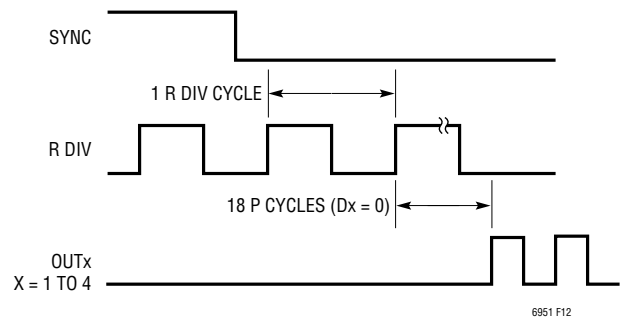 SYNC
1 R DIV CYCLE
R DIV
18 P CYCLES (Dx = 0)
OUTx
X = 1 TO 4
6951 F12